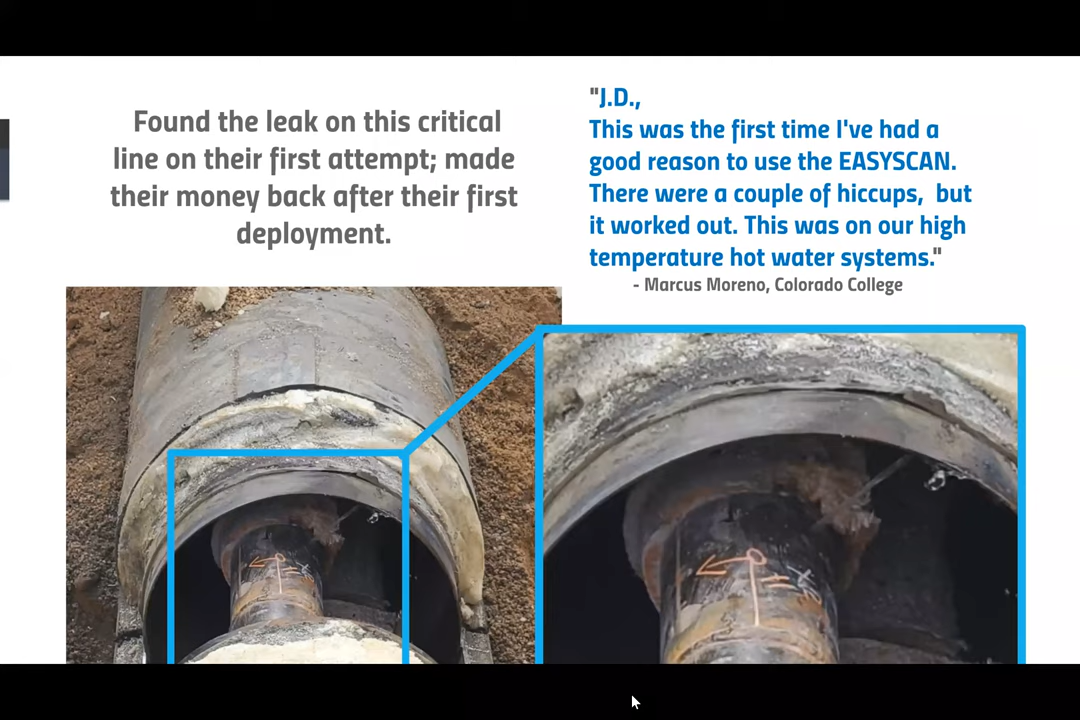 Found the leak on this critical
line on their first attempt; made
their money back after their first
deployment.
"J.D.,
This was the first time I've had a
good reason to use the EASYSCAN.
There were a couple of hiccups, but
it worked out. This was on our high
temperature hot water systems."
- Marcus Moreno, Colorado College